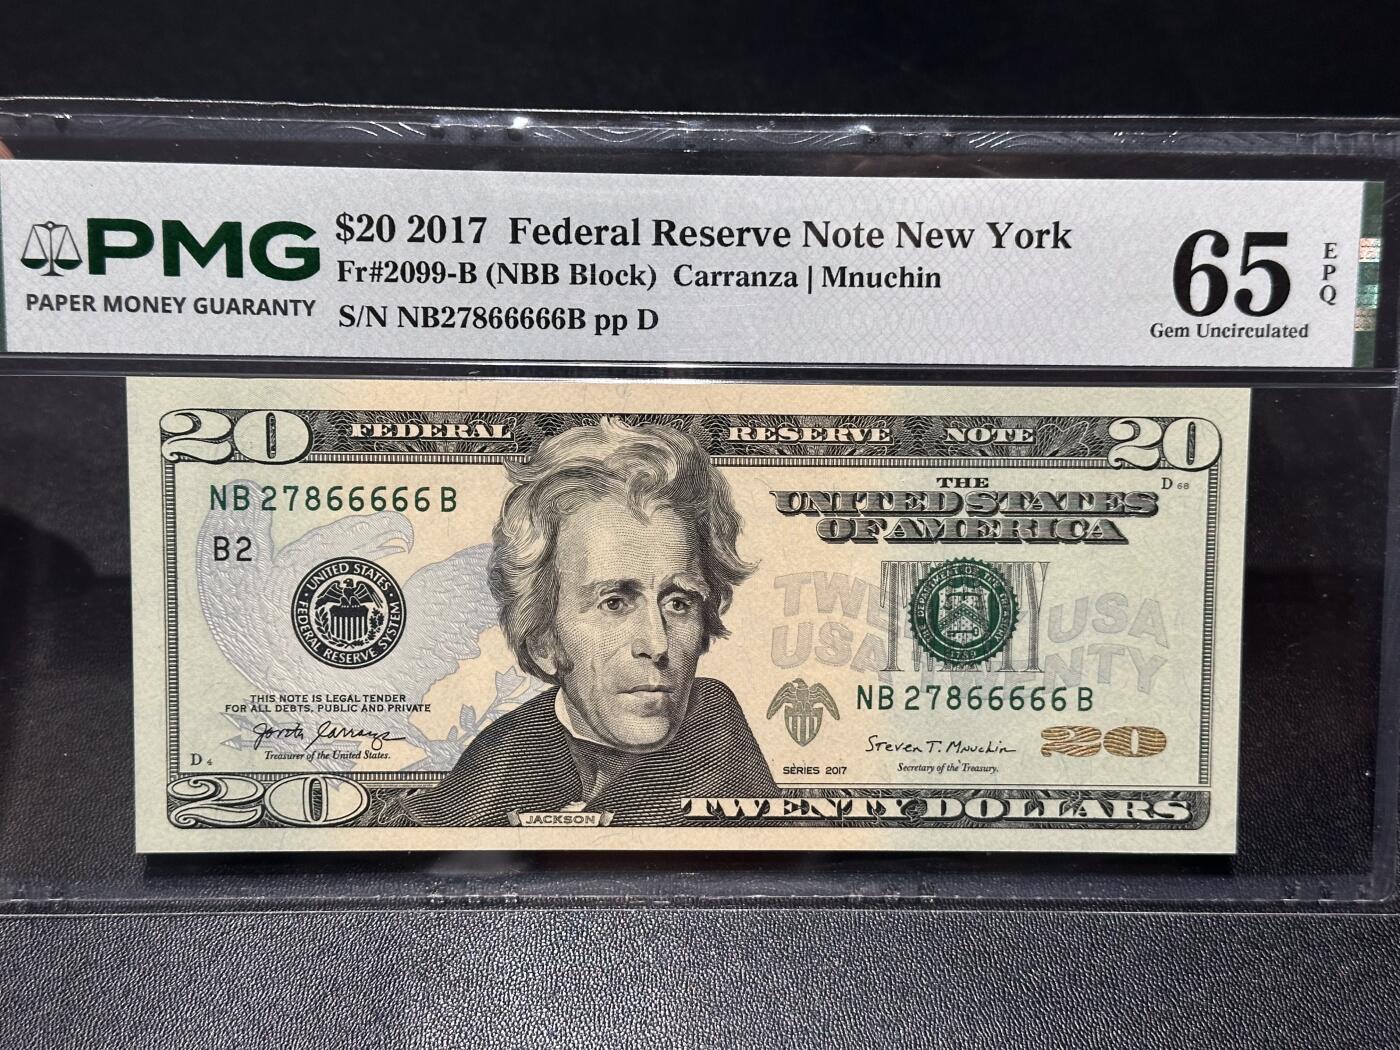 PMG
PAPER MONEY GUARANTY
$20 2017 Federal Reserve Note New York
Fr#2099-B (NBB Block) Carranza | Mnuchin
S/N NB27866666B pp D
65
EPQ
Gem Uncirculated
20 FEDERAL RESERVE NOTE 20
NB 27866666 B
B2
THE
UNITED STATES
OF AMERICA
D 68
UNITED STATES
FEDERAL RESERVE SYSTEM
USA
USA
THIS NOTE IS LEGAL TENDER
FOR ALL DEBTS, PUBLIC AND PRIVATE
Treasurer of the United States.
D 4
NB 27866666 B
Steven T. Mnuchin
Secretary of the Treasury.
SERIES 2017
20
20
JACKSON
TWENTY DOLLARS